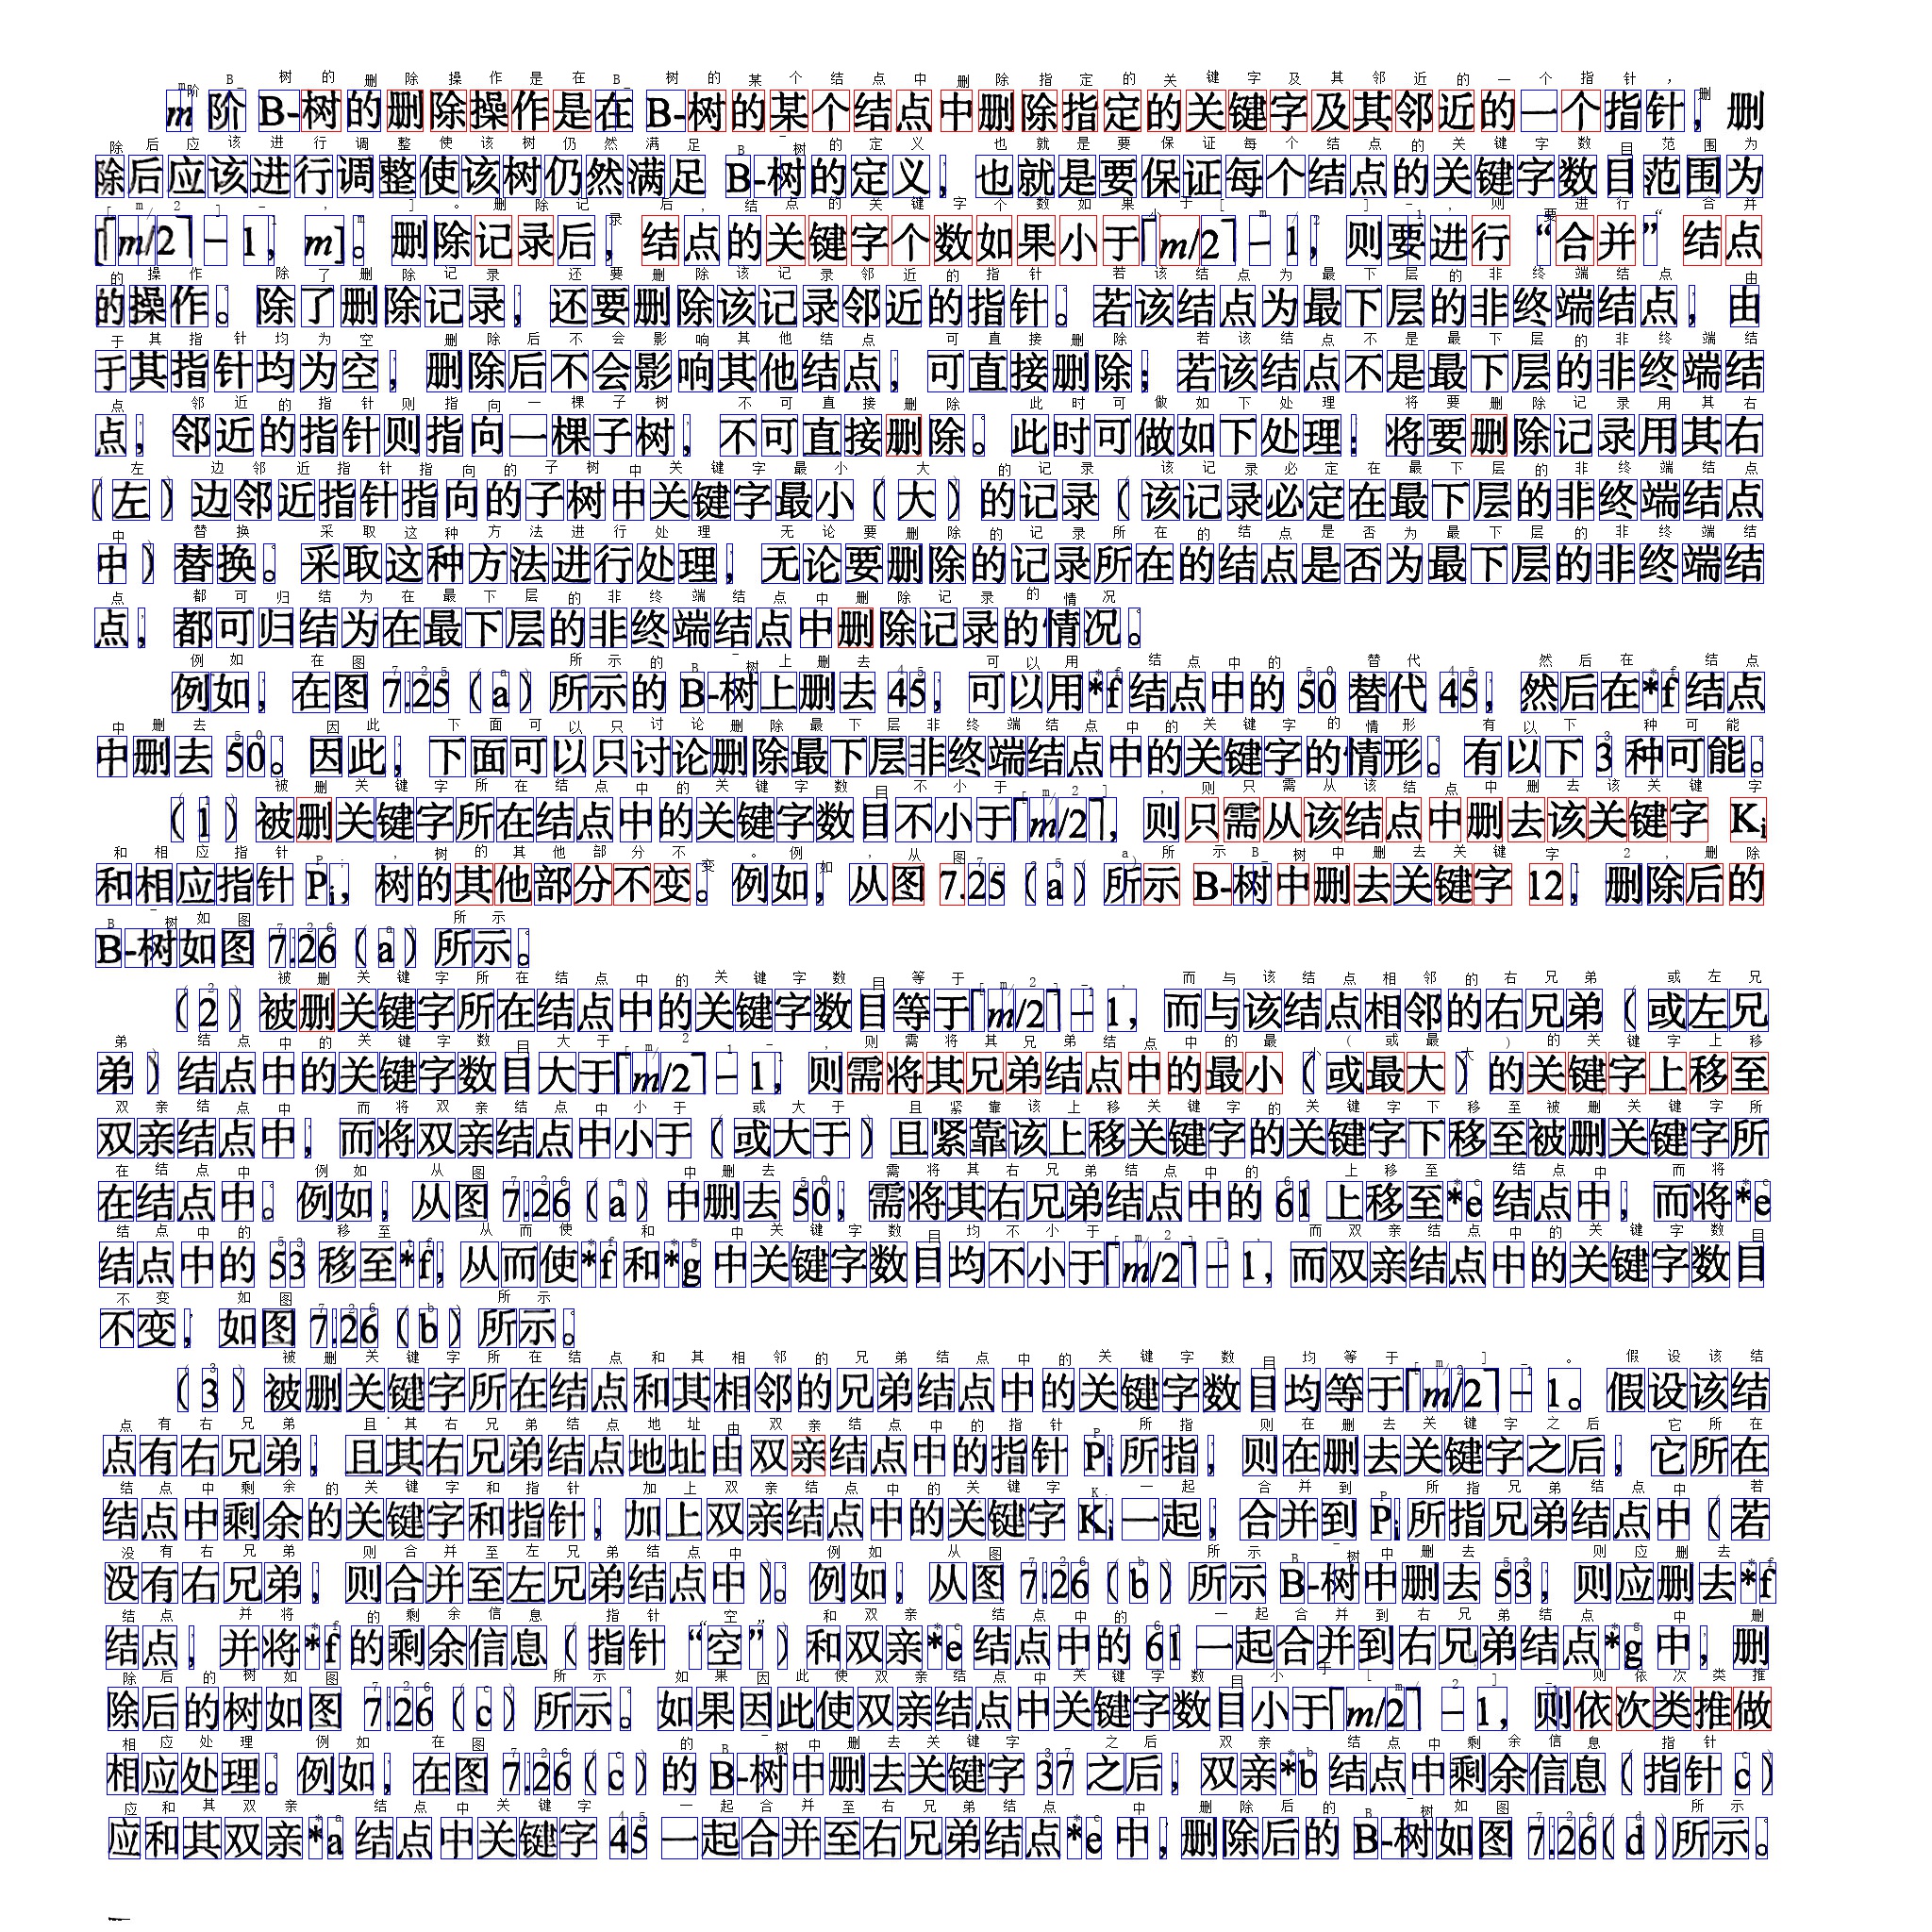 m 阶 B-树的删除操作是在 B-树的某个结点中删除指定的关键字及其邻近的一个指针，删
除后应该进行调整使该树仍然满足 B-树的定义，也就是要保证每个结点的关键字数目范围为
[⌈m/2⌉－1，m]。删除记录后，结点的关键字个数如果小于⌈m/2⌉－1，则要进行“合并”结点
的操作。除了删除记录，还要删除该记录邻近的指针。若该结点为最下层的非终端结点，由
于其指针均为空，删除后不会影响其他结点，可直接删除；若该结点不是最下层的非终端结
点，邻近的指针则指向一棵子树，不可直接删除。此时可做如下处理：将要删除记录用其右
（左）边邻近指针指向的子树中关键字最小（大）的记录（该记录必定在最下层的非终端结点
中）替换。采取这种方法进行处理，无论要删除的记录所在的结点是否为最下层的非终端结
点，都可归结为在最下层的非终端结点中删除记录的情况。
例如，在图 7.25（a）所示的 B-树上删去 45，可以用*f 结点中的 50 替代 45，然后在*f 结点
中删去 50。因此，下面可以只讨论删除最下层非终端结点中的关键字的情形。有以下 3 种可能。
（1）被删关键字所在结点中的关键字数目不小于⌈m/2⌉，则只需从该结点中删去该关键字 Ki
和相应指针 Pi，树的其他部分不变。例如，从图 7.25（a）所示 B-树中删去关键字 12，删除后的
B-树如图 7.26（a）所示。
（2）被删关键字所在结点中的关键字数目等于⌈m/2⌉－1，而与该结点相邻的右兄弟（或左兄
弟）结点中的关键字数目大于⌈m/2⌉－1，则需将其兄弟结点中的最小（或最大）的关键字上移至
双亲结点中，而将双亲结点中小于（或大于）且紧靠该上移关键字的关键字下移至被删关键字所
在结点中。例如，从图 7.26（a）中删去 50，需将其右兄弟结点中的 61 上移至*e 结点中，而将*e
结点中的 53 移至*f，从而使*f 和*g 中关键字数目均不小于⌈m/2⌉－1，而双亲结点中的关键字数目
不变，如图 7.26（b）所示。
（3）被删关键字所在结点和其相邻的兄弟结点中的关键字数目均等于⌈m/2⌉－1。假设该结
点有右兄弟，且其右兄弟结点地址由双亲结点中的指针 Pi所指，则在删去关键字之后，它所在
结点中剩余的关键字和指针，加上双亲结点中的关键字 Ki一起，合并到 Pi所指兄弟结点中（若
没有右兄弟，则合并至左兄弟结点中）。例如，从图 7.26（b）所示 B-树中删去 53，则应删去*f
结点，并将*f 的剩余信息（指针“空”）和双亲*e 结点中的 61 一起合并到右兄弟结点*g 中，删
除后的树如图 7.26（c）所示。如果因此使双亲结点中关键字数目小于⌈m/2⌉－1，则依次类推做
相应处理。例如，在图 7.26（c）的 B-树中删去关键字 37 之后，双亲*b 结点中剩余信息（指针 c）
应和其双亲*a 结点中关键字 45 一起合并至右兄弟结点*e 中，删除后的 B-树如图 7.26（d）所示。